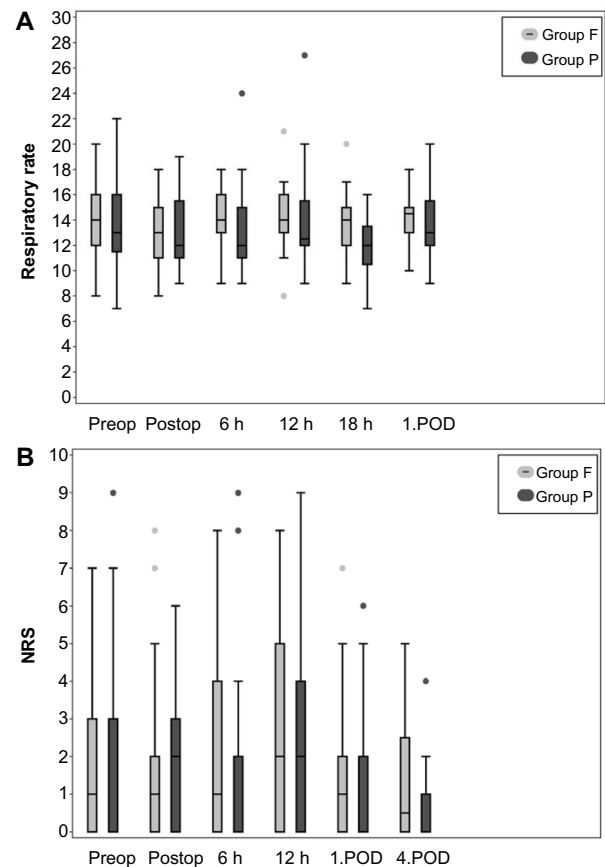 A
Respiratory rate
30
28
26
24
22
20
18
16
14
12
10
8
6
4
2
0
Group F
Group P
Preop Postop 6 h 12 h 18 h 1.POD
B
NRS
10
9
8
7
6
5
4
3
2
1
0
Group F
Group P
Preop Postop 6 h 12 h 1.POD 4.POD